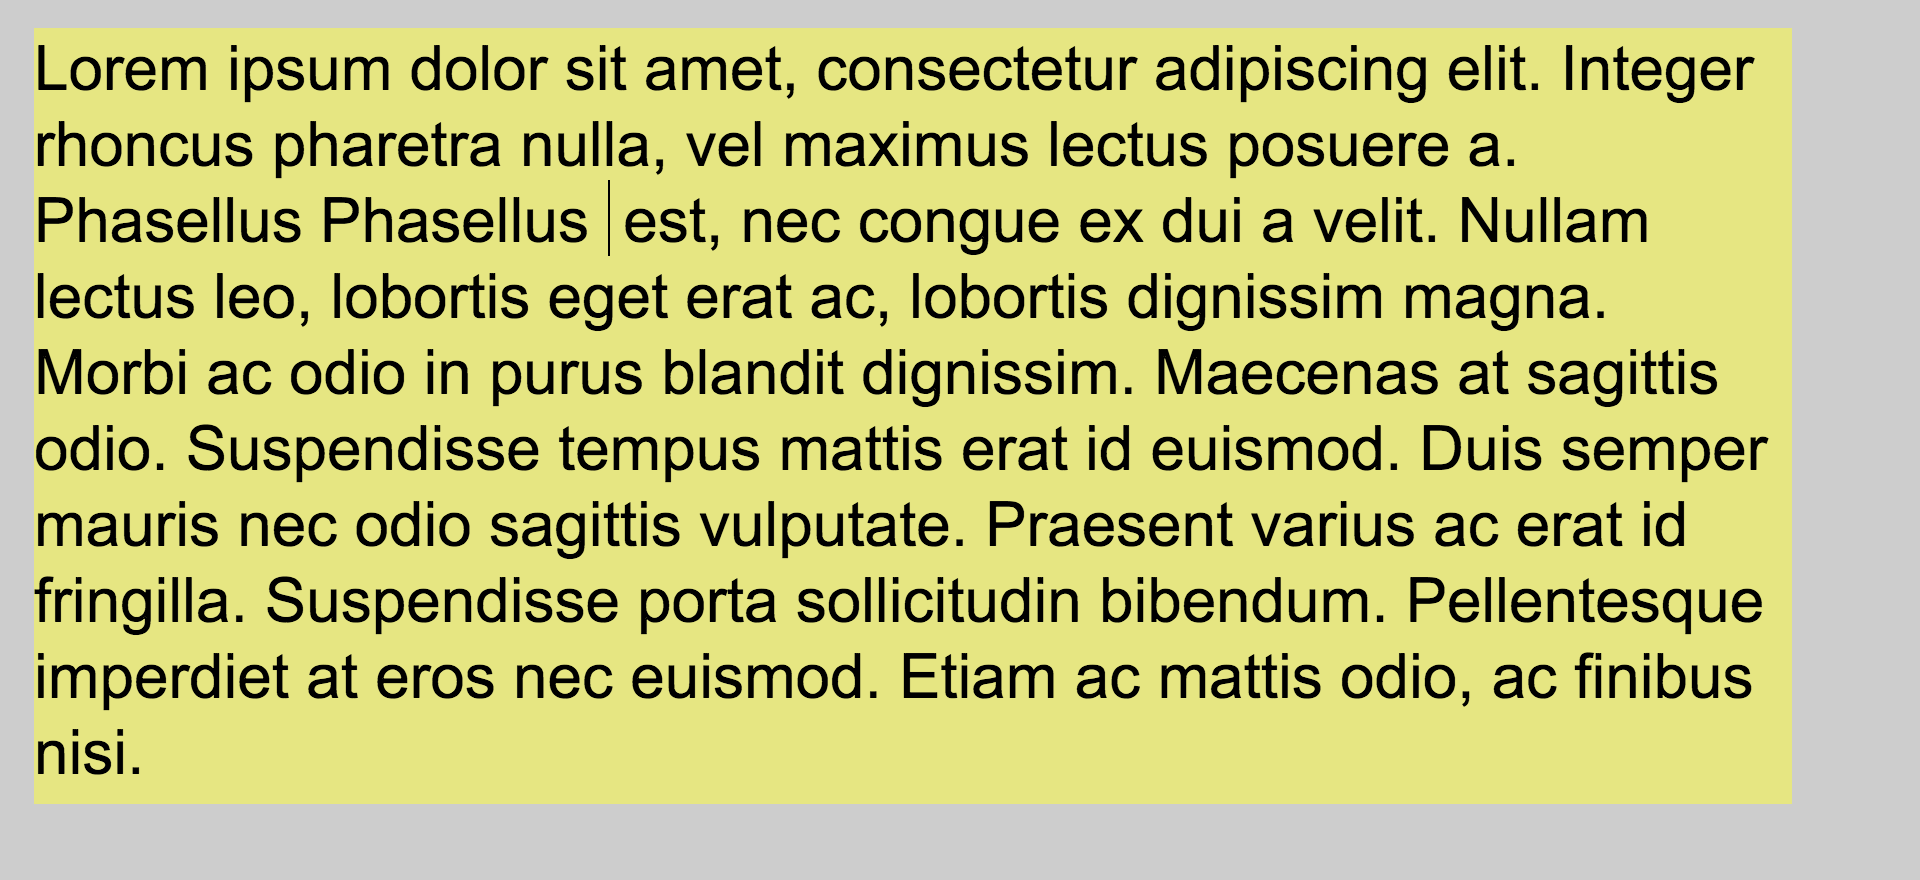 Lorem ipsum dolor sit amet, consectetur adipiscing elit. Integer
rhoncus pharetra nulla, vel maximus lectus posuere a.
Phasellus Phasellus est, nec congue ex dui a velit. Nullam
lectus leo, lobortis eget erat ac, lobortis dignissim magna.
Morbi ac odio in purus blandit dignissim. Maecenas at sagittis
odio. Suspendisse tempus mattis erat id euismod. Duis semper
mauris nec odio sagittis vulputate. Praesent varius ac erat id
fringilla. Suspendisse porta sollicitudin bibendum. Pellentesque
imperdiet at eros nec euismod. Etiam ac mattis odio, ac finibus
nisi.